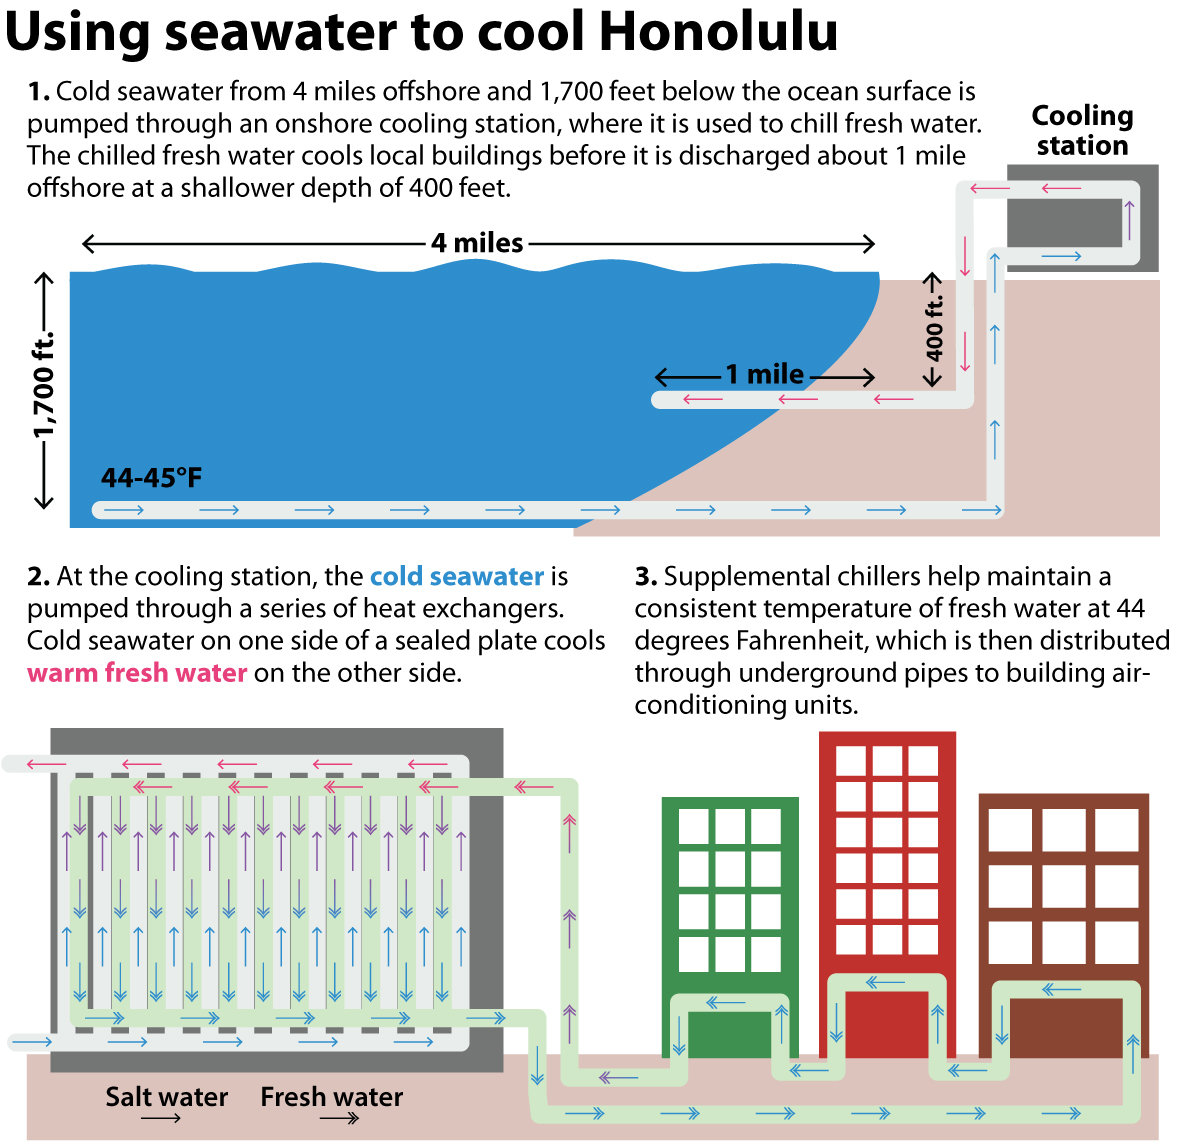 Using seawater to cool Honolulu
1. Cold seawater from 4 miles offshore and 1,700 feet below the ocean surface is
pumped through an onshore cooling station, where it is used to chill fresh water.
The chilled fresh water cools local buildings before it is discharged about 1 mile
offshore at a shallower depth of 400 feet.
Cooling
station
4 miles
1,700 ft.
400 ft.
1 mile
44-45°F
2. At the cooling station, the cold seawater is
pumped through a series of heat exchangers.
Cold seawater on one side of a sealed plate cools
warm fresh water on the other side.
3. Supplemental chillers help maintain a
consistent temperature of fresh water at 44
degrees Fahrenheit, which is then distributed
through underground pipes to building air-
conditioning units.
Salt water
Fresh water